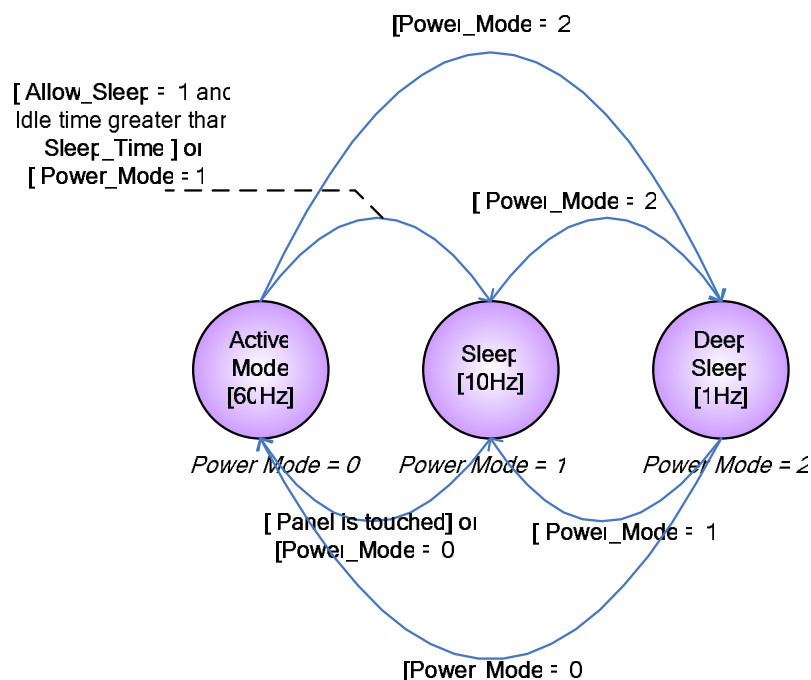 [Power_Mode = 2
[ Allow_Sleep = 1 and
Idle time greater than
Sleep_Time ] or
[ Power_Mode = 1
[ Power_Mode = 2
Active
Mode
[60Hz]
Sleep
[10Hz]
Deep
Sleep
[1Hz]
Power Mode = 0
Power Mode = 1
Power Mode = 2
[ Panel is touched] or
[Power_Mode = 0
[ Power_Mode = 1
[Power_Mode = 0